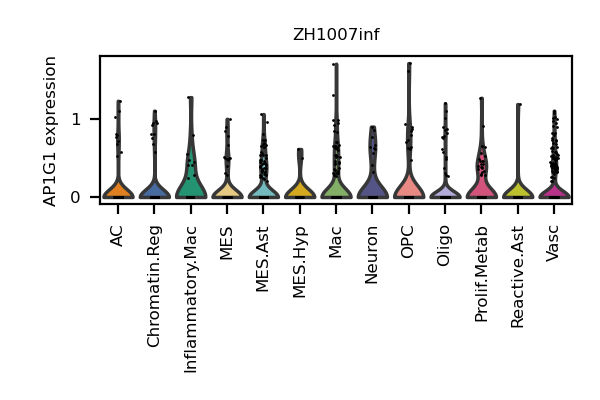 ZH1007inf
AP1G1 expression
1
0
AC
Chromatin.Reg
Inflammatory.Mac
MES
MES.Ast
MES.Hyp
Mac
Neuron
OPC
Oligo
Prolif.Metab
Reactive.Ast
Vasc